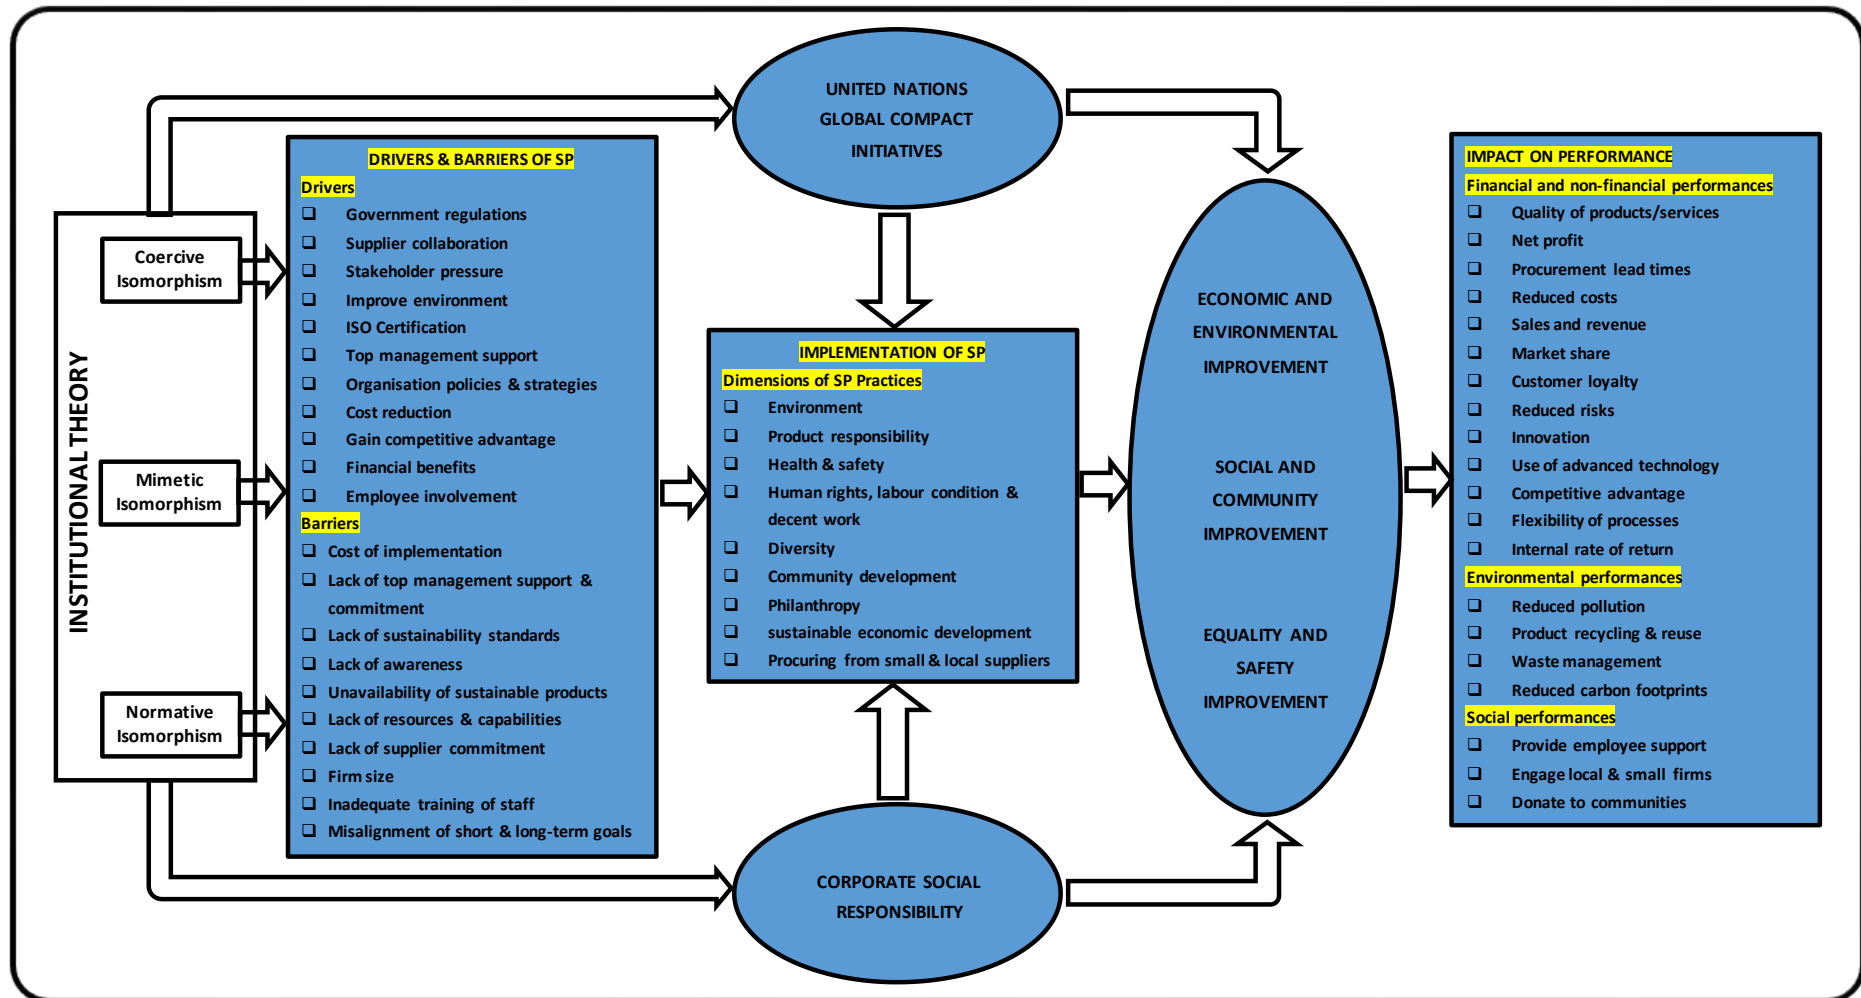 INSTITUTIONAL THEORY
Coercive
Isomorphism
Mimetic
Isomorphism
Normative
Isomorphism
DRIVERS & BARRIERS OF SP
Drivers
❑ Government regulations
❑ Supplier collaboration
❑ Stakeholder pressure
❑ Improve environment
❑ ISO Certification
❑ Top management support
❑ Organisation policies & strategies
❑ Cost reduction
❑ Gain competitive advantage
❑ Financial benefits
❑ Employee involvement
Barriers
❑ Cost of implementation
❑ Lack of top management support &
commitment
❑ Lack of sustainability standards
❑ Lack of awareness
❑ Unavailability of sustainable products
❑ Lack of resources & capabilities
❑ Lack of supplier commitment
❑ Firm size
❑ Inadequate training of staff
❑ Misalignment of short & long-term goals
UNITED NATIONS
GLOBAL COMPACT
INITIATIVES
IMPLEMENTATION OF SP
Dimensions of SP Practices
❑ Environment
❑ Product responsibility
❑ Health & safety
❑ Human rights, labour condition &
decent work
❑ Diversity
❑ Community development
❑ Philanthropy
❑ sustainable economic development
❑ Procuring from small & local suppliers
CORPORATE SOCIAL
RESPONSIBILITY
ECONOMIC AND
ENVIRONMENTAL
IMPROVEMENT
SOCIAL AND
COMMUNITY
IMPROVEMENT
EQUALITY AND
SAFETY
IMPROVEMENT
IMPACT ON PERFORMANCE
Financial and non-financial performances
❑ Quality of products/services
❑ Net profit
❑ Procurement lead times
❑ Reduced costs
❑ Sales and revenue
❑ Market share
❑ Customer loyalty
❑ Reduced risks
❑ Innovation
❑ Use of advanced technology
❑ Competitive advantage
❑ Flexibility of processes
❑ Internal rate of return
Environmental performances
❑ Reduced pollution
❑ Product recycling & reuse
❑ Waste management
❑ Reduced carbon footprints
Social performances
❑ Provide employee support
❑ Engage local & small firms
❑ Donate to communities